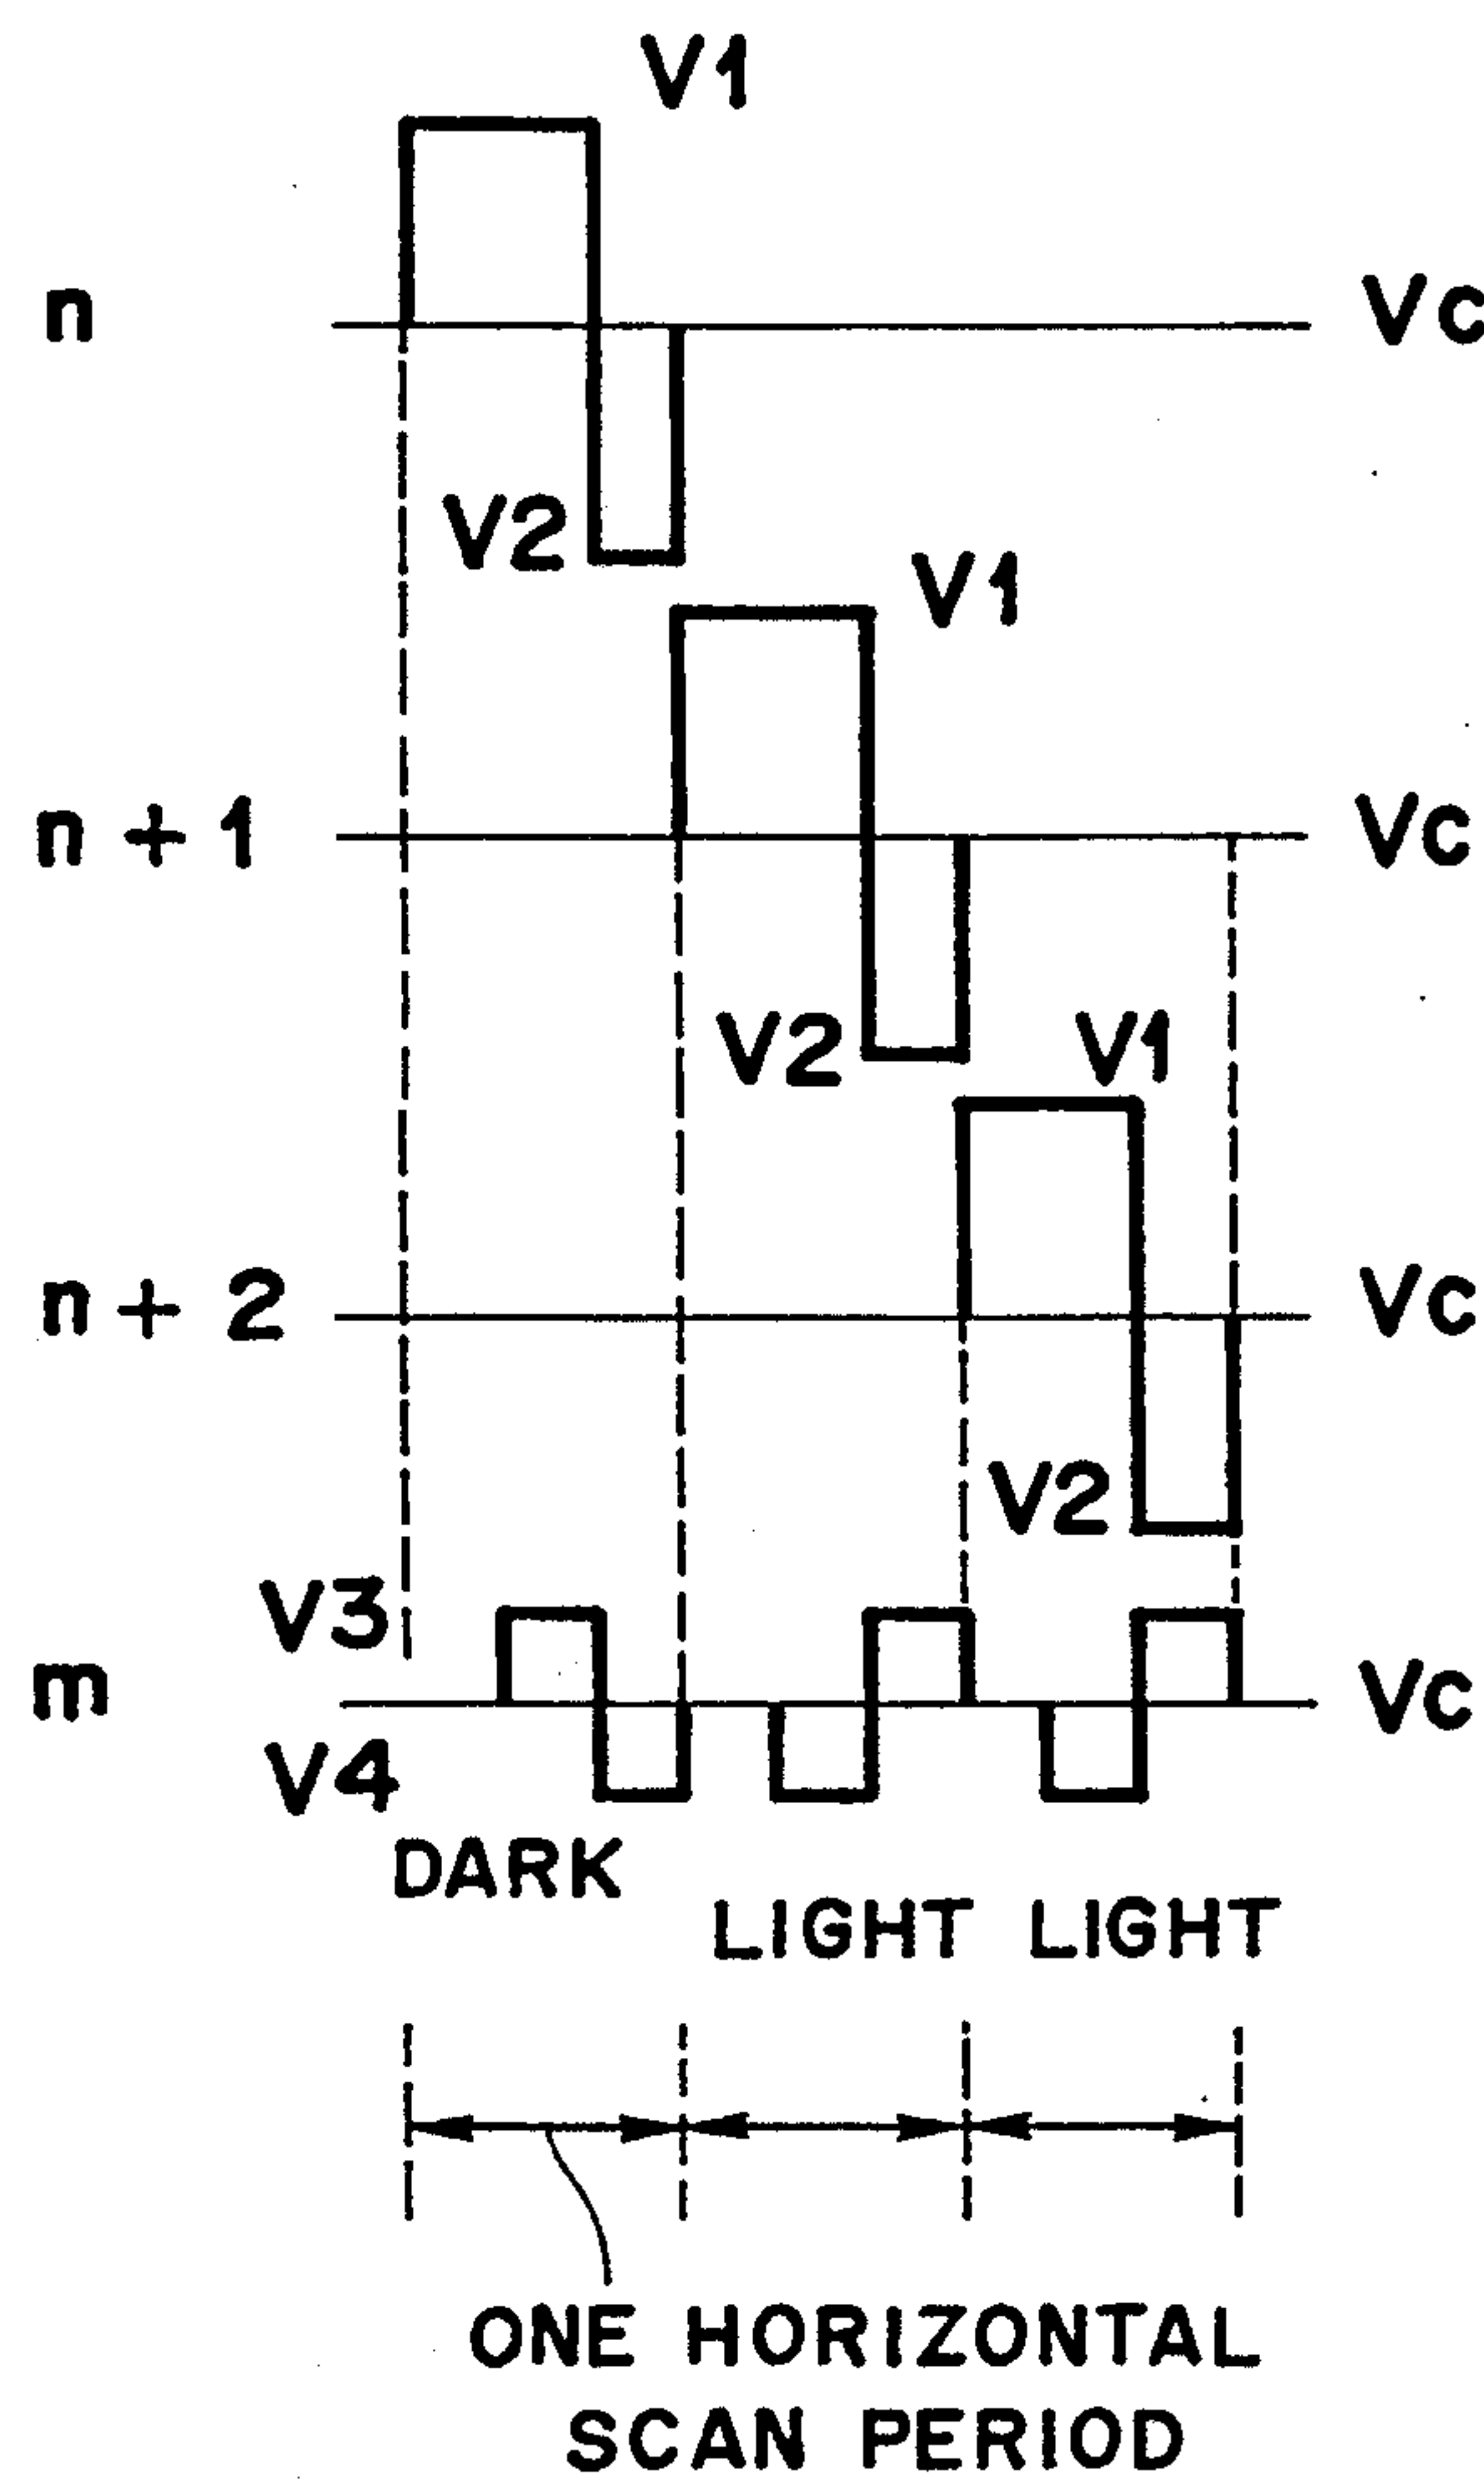 V1
n
Vc
V2
V1
n + 1
Vc
V2
V1
n + 2
Vc
V2
V3
m
Vc
V4
DARK
LIGHT LIGHT
ONE HORIZONTAL
SCAN PERIOD